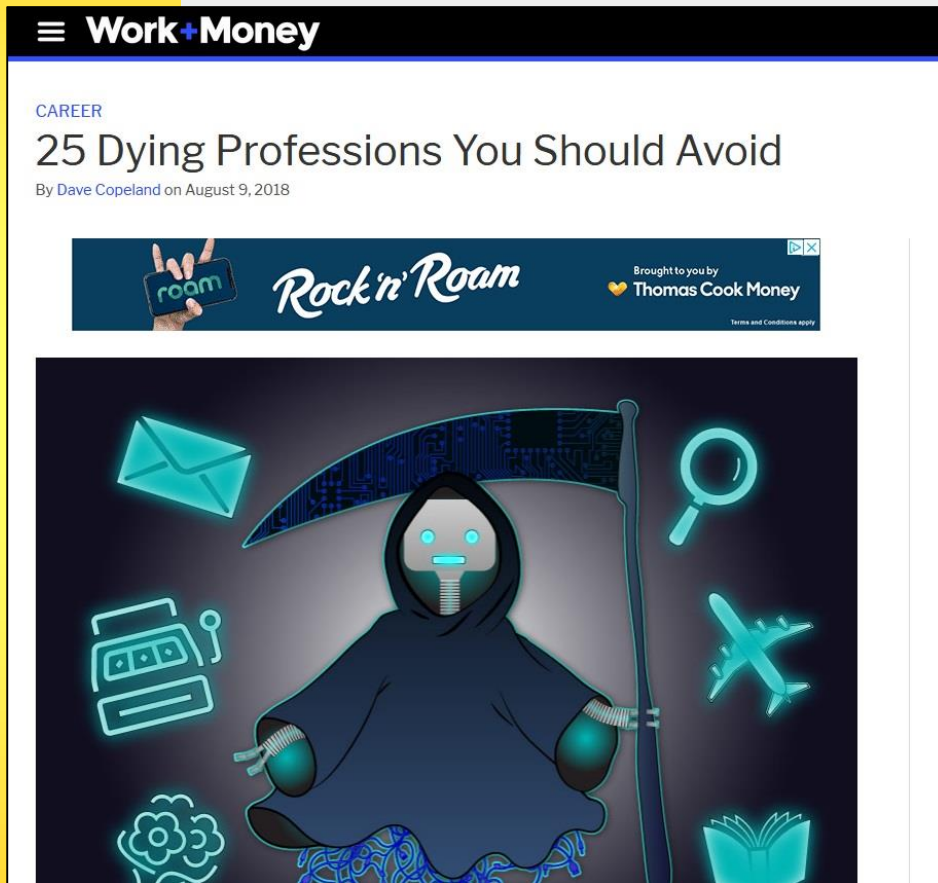 Work+Money
CAREER
25 Dying Professions You Should Avoid
By Dave Copeland on August 9, 2018
roam
Rock 'n' Roam
Brought to you by
Thomas Cook Money
Terms and Conditions apply